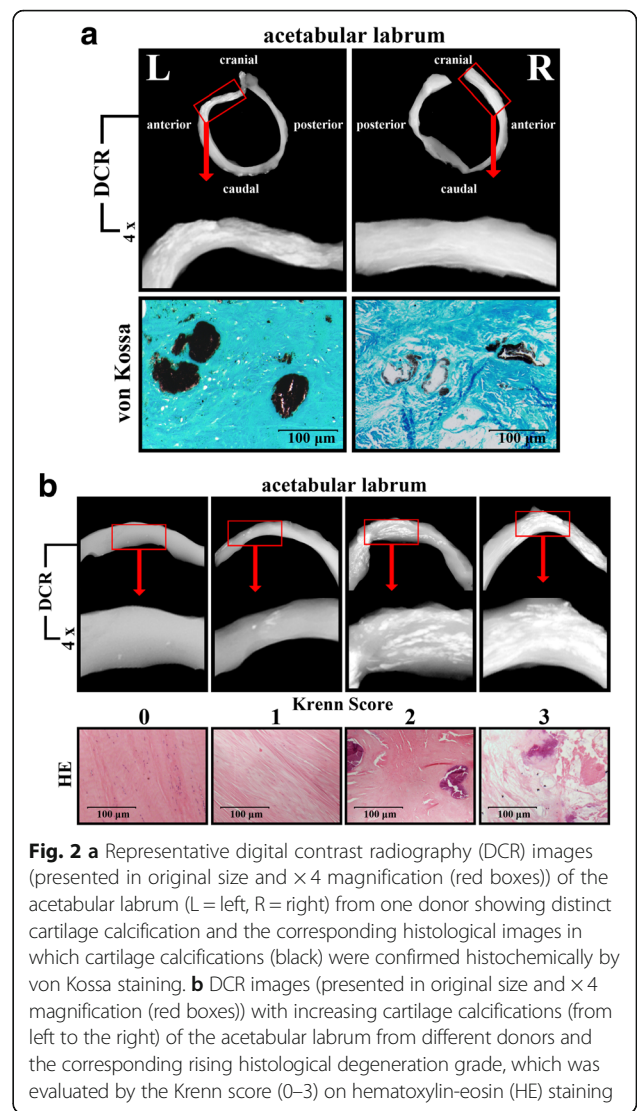 a
acetabular labrum
L
cranial
R
cranial
anterior
posterior
posterior
anterior
caudal
caudal
DCR
4 x
von Kossa
100 µm
100 µm
b
acetabular labrum
DCR
4 x
Krenn Score
0
1
2
3
HE
100 µm
100 µm
100 µm
100 µm
Fig. 2 a Representative digital contrast radiography (DCR) images
(presented in original size and × 4 magnification (red boxes)) of the
acetabular labrum (L = left, R = right) from one donor showing distinct
cartilage calcification and the corresponding histological images in
which cartilage calcifications (black) were confirmed histochemically by
von Kossa staining. b DCR images (presented in original size and × 4
magnification (red boxes)) with increasing cartilage calcifications (from
left to the right) of the acetabular labrum from different donors and
the corresponding rising histological degeneration grade, which was
evaluated by the Krenn score (0–3) on hematoxylin-eosin (HE) staining